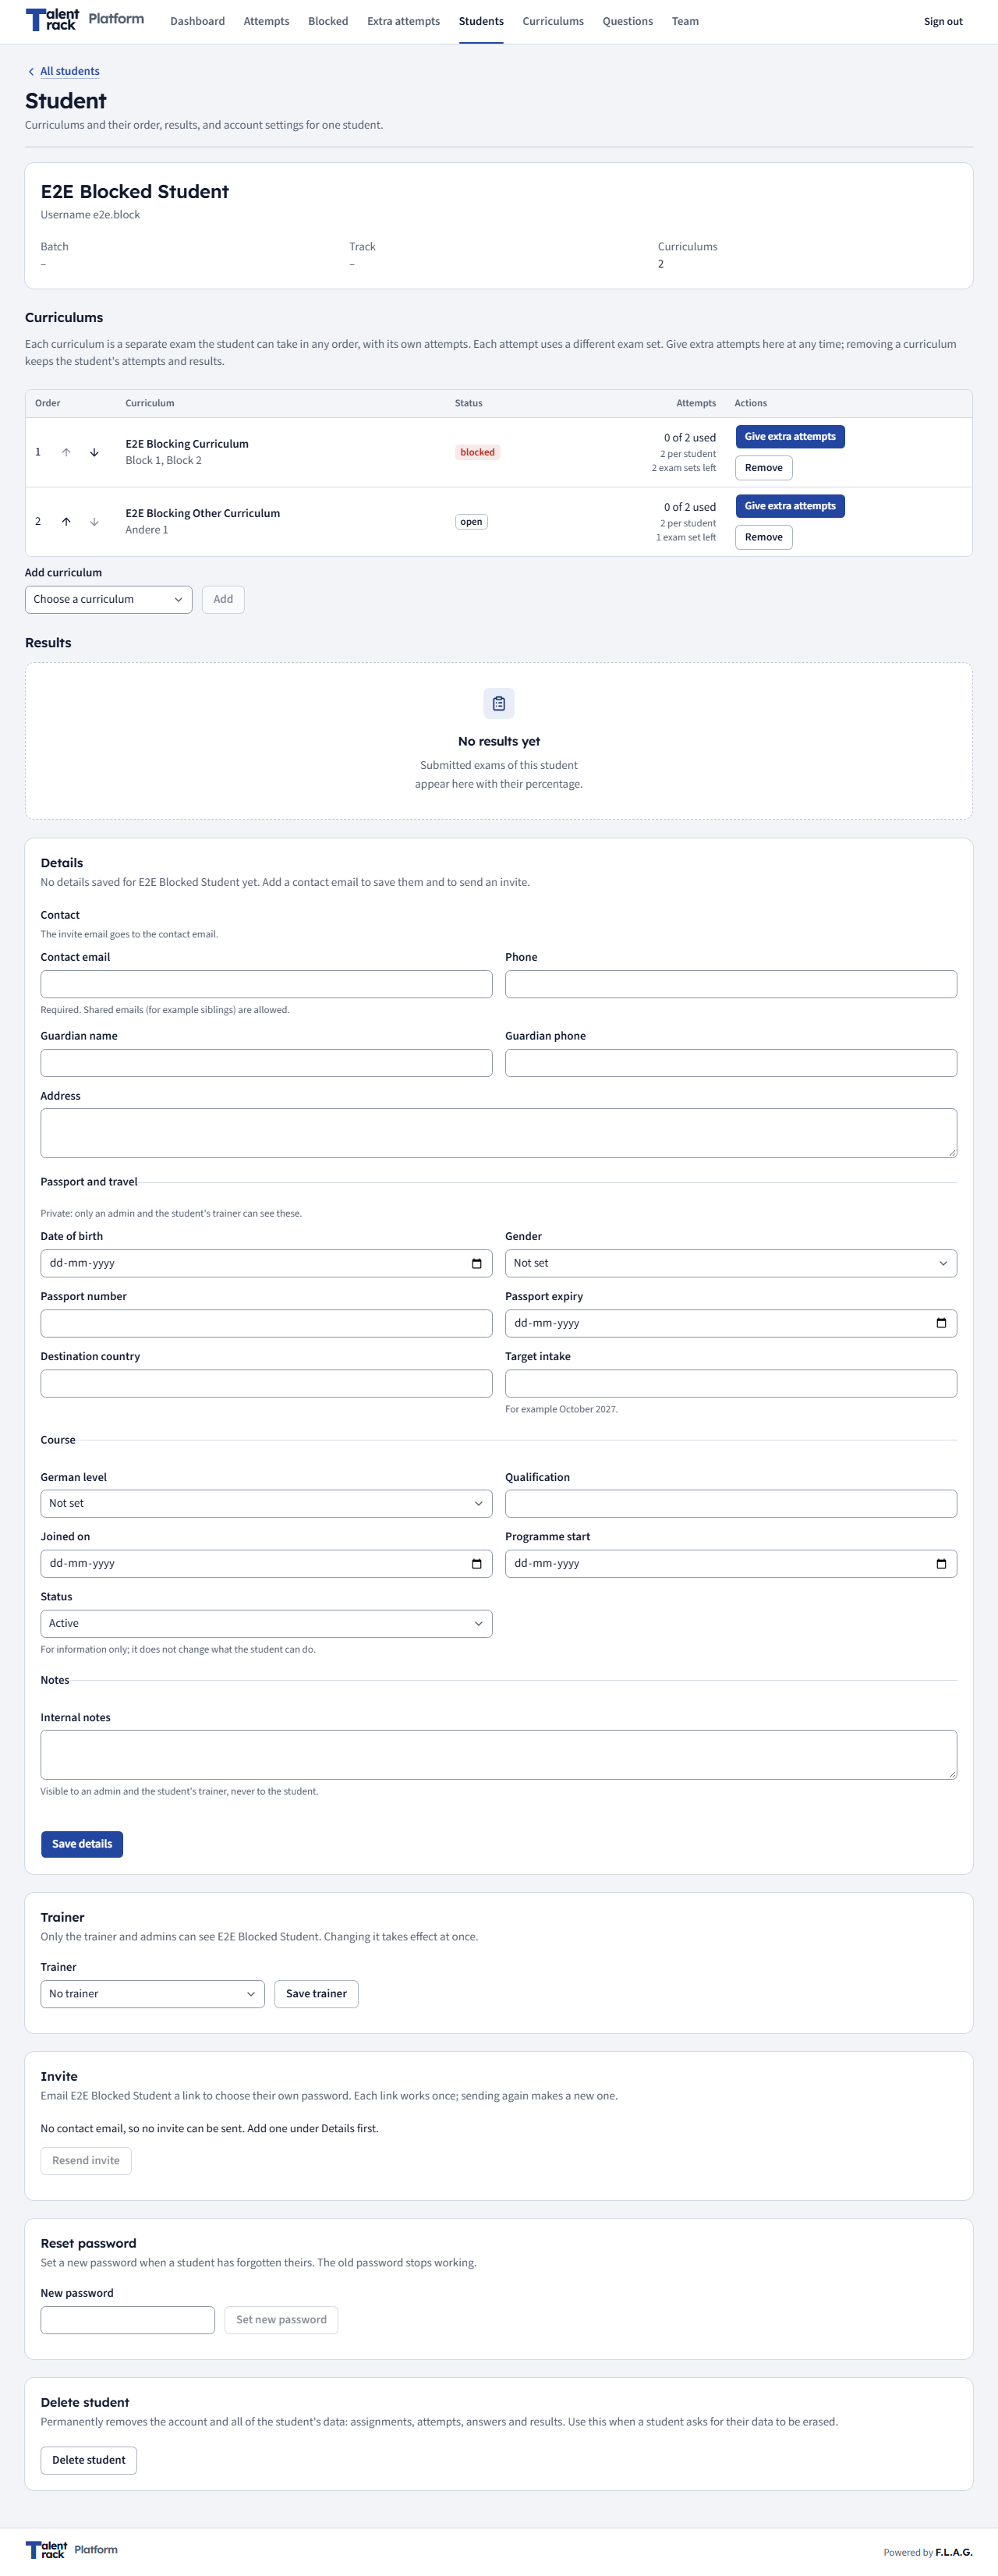 Talent rack Platform
Dashboard Attempts Blocked Extra attempts Students Curriculums Questions Team Sign out
All students
Student
Curriculums and their order, results, and account settings for one student.
E2E Blocked Student
Username e2e.block
Batch Track Curriculums
– – 2
Curriculums
Each curriculum is a separate exam the student can take in any order, with its own attempts. Each attempt uses a different exam set. Give extra attempts here at any time; removing a curriculum
keeps the student's attempts and results.
Order Curriculum Status Attempts Actions
1 E2E Blocking Curriculum blocked 0 of 2 used Give extra attempts
Block 1, Block 2 2 per student
2 exam sets left Remove
2 E2E Blocking Other Curriculum open 0 of 2 used Give extra attempts
Andere 1 2 per student
1 exam set left Remove
Add curriculum
Choose a curriculum Add
Results
No results yet
Submitted exams of this student
appear here with their percentage.
Details
No details saved for E2E Blocked Student yet. Add a contact email to save them and to send an invite.
Contact
The invite email goes to the contact email.
Contact email Phone
Required. Shared emails (for example siblings) are allowed.
Guardian name Guardian phone
Address
Passport and travel
Private: only an admin and the student's trainer can see these.
Date of birth Gender
dd-mm-yyyy Not set
Passport number Passport expiry
dd-mm-yyyy
Destination country Target intake
For example October 2027.
Course
German level Qualification
Not set
Joined on Programme start
dd-mm-yyyy dd-mm-yyyy
Status
Active
For information only; it does not change what the student can do.
Notes
Internal notes
Visible to an admin and the student's trainer, never to the student.
Save details
Trainer
Only the trainer and admins can see E2E Blocked Student. Changing it takes effect at once.
Trainer
No trainer Save trainer
Invite
Email E2E Blocked Student a link to choose their own password. Each link works once; sending again makes a new one.
No contact email, so no invite can be sent. Add one under Details first.
Resend invite
Reset password
Set a new password when a student has forgotten theirs. The old password stops working.
New password
Set new password
Delete student
Permanently removes the account and all of the student's data: assignments, attempts, answers and results. Use this when a student asks for their data to be erased.
Delete student
Talent rack Platform Powered by F.L.A.G.